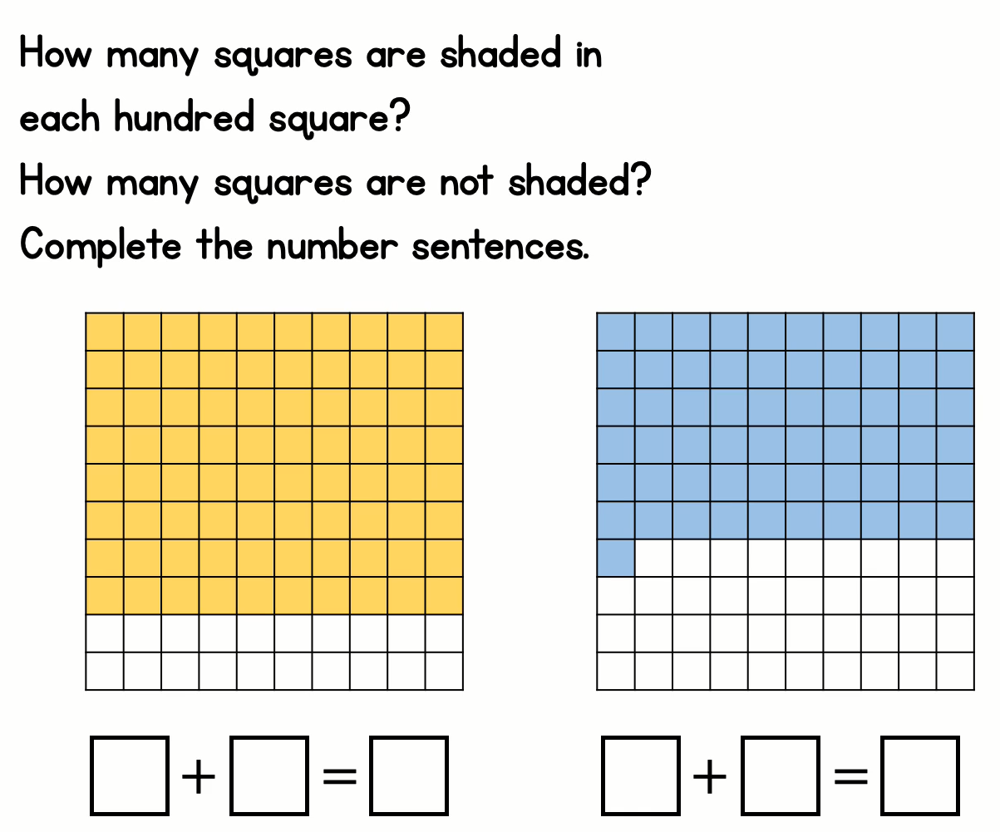 How many squares are shaded in
each hundred square?
How many squares are not shaded?
Complete the number sentences.
+ = + =